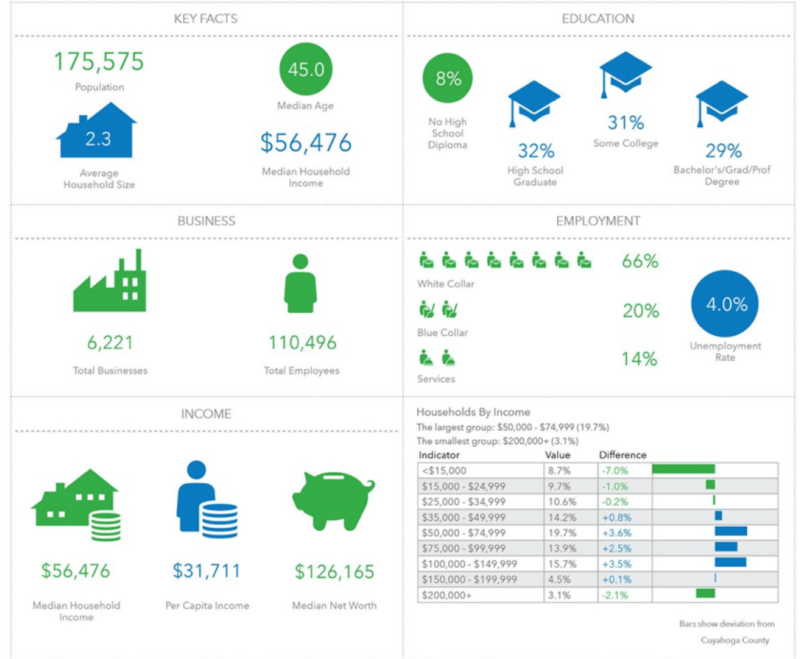 KEY FACTS
175,575
Population
45.0
Median Age
2.3
Average
Household Size
$56,476
Median Household
Income
EDUCATION
8%
No High
School
Diploma
32%
High School
Graduate
31%
Some College
29%
Bachelor's/Grad/Prof
Degree
BUSINESS
6,221
Total Businesses
110,496
Total Employees
EMPLOYMENT
66%
White Collar
20%
Blue Collar
14%
Services
4.0%
Unemployment
Rate
INCOME
$56,476
Median Household
Income
$31,711
Per Capita Income
$126,165
Median Net Worth
Households By Income
The largest group: $50,000 - $74,999 (19.7%)
The smallest group: $200,000+ (3.1%)
Indicator Value Difference
<$15,000 8.7% -7.0%
$15,000 - $24,999 9.7% -1.0%
$25,000 - $34,999 10.6% -0.2%
$35,000 - $49,999 14.2% +0.8%
$50,000 - $74,999 19.7% +3.6%
$75,000 - $99,999 13.9% +2.5%
$100,000 - $149,999 15.7% +3.5%
$150,000 - $199,999 4.5% +0.1%
$200,000+ 3.1% -2.1%
Bars show deviation from
Cuyahoga County